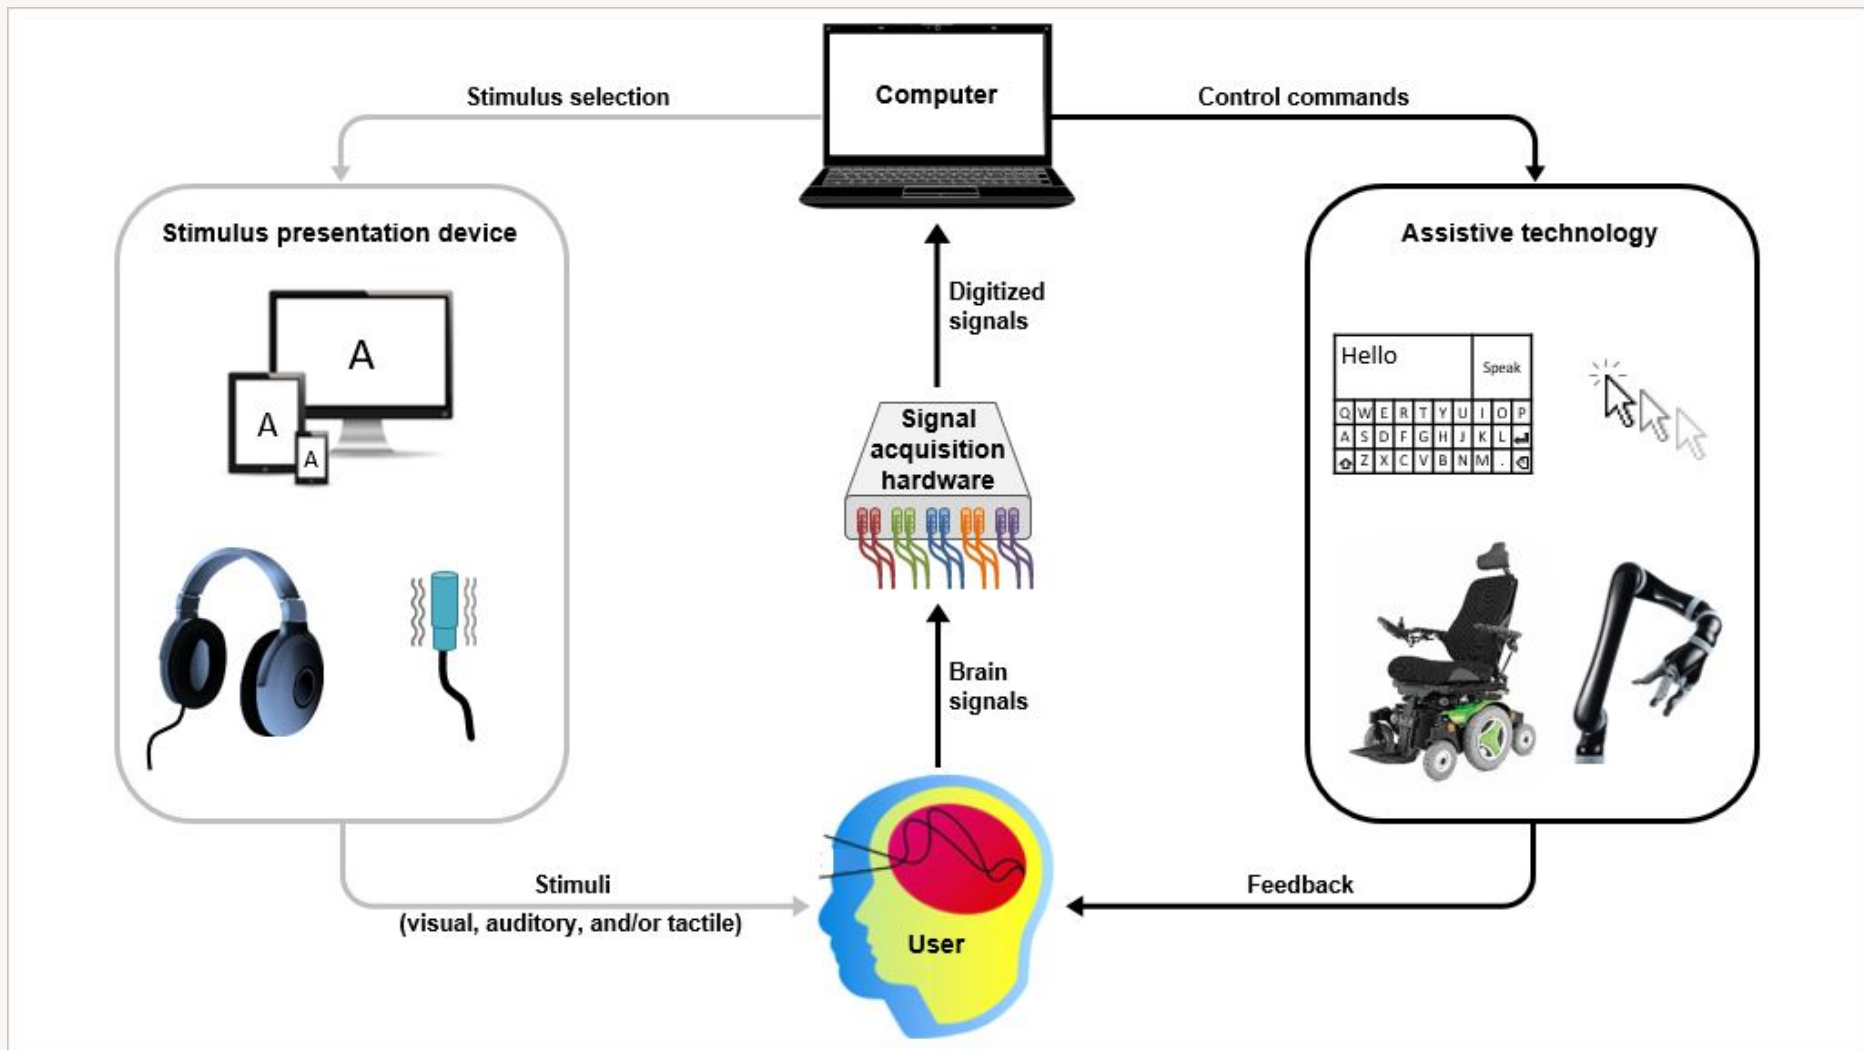 Computer
Stimulus selection
Control commands
Stimulus presentation device
A
A
A
Digitized
signals
Signal
acquisition
hardware
Brain
signals
Assistive technology
Hello
Speak
Q W E R T Y U I O P
A S D F G H J K L
Z X C V B N M .
Stimuli
(visual, auditory, and/or tactile)
User
Feedback